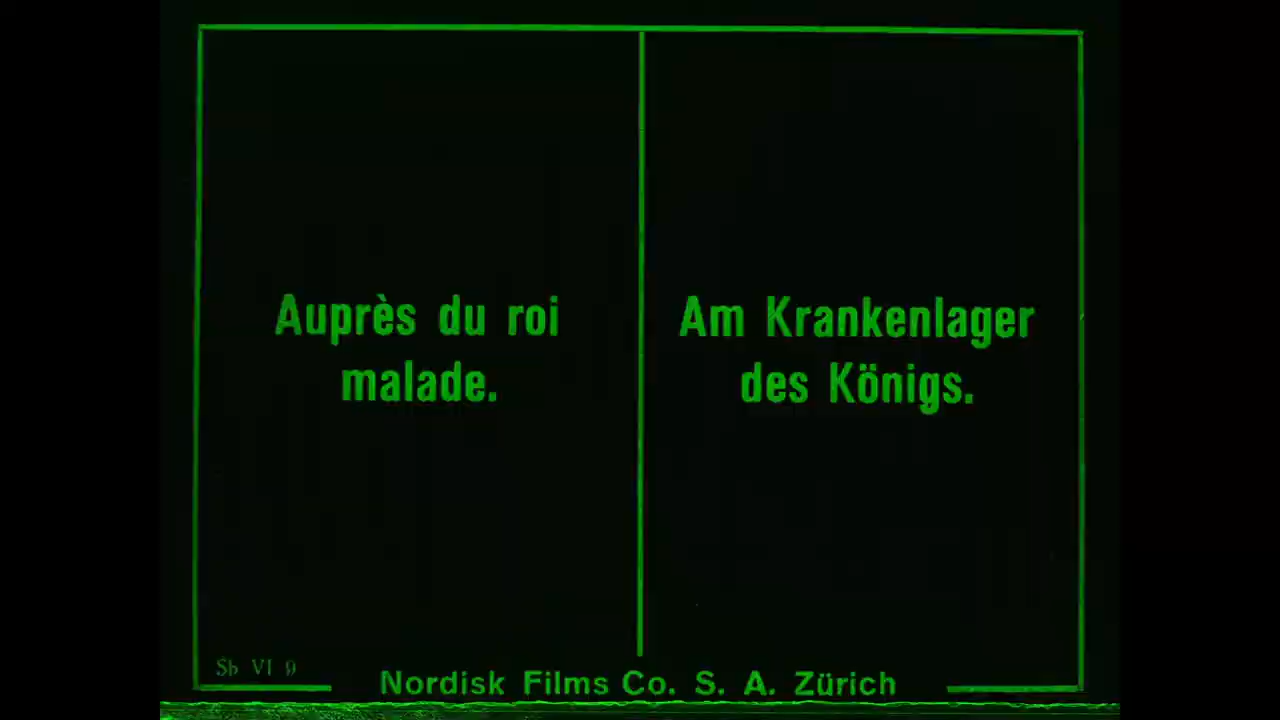 Auprès du roi
malade.
Am Krankenlager
des Königs.
Sb VI 9
Nordisk Films Co. S. A. Zürich